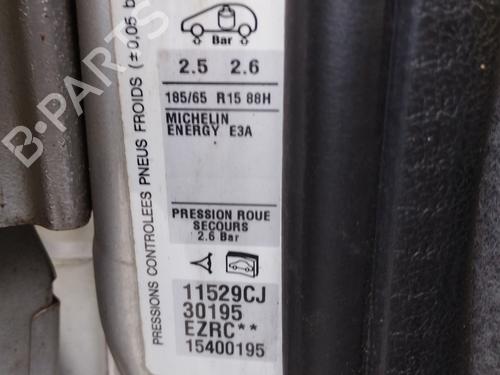 PRESSIONS CONTROLEES PNEUS FROIDS (±0,05 b
Bar
2.5 2.6
185/65 R15 88H
MICHELIN
ENERGY E3A
PRESSION ROUE
SECOURS
2.6 Bar
11529CJ
30195
EZRC**
15400195
B-PARTS